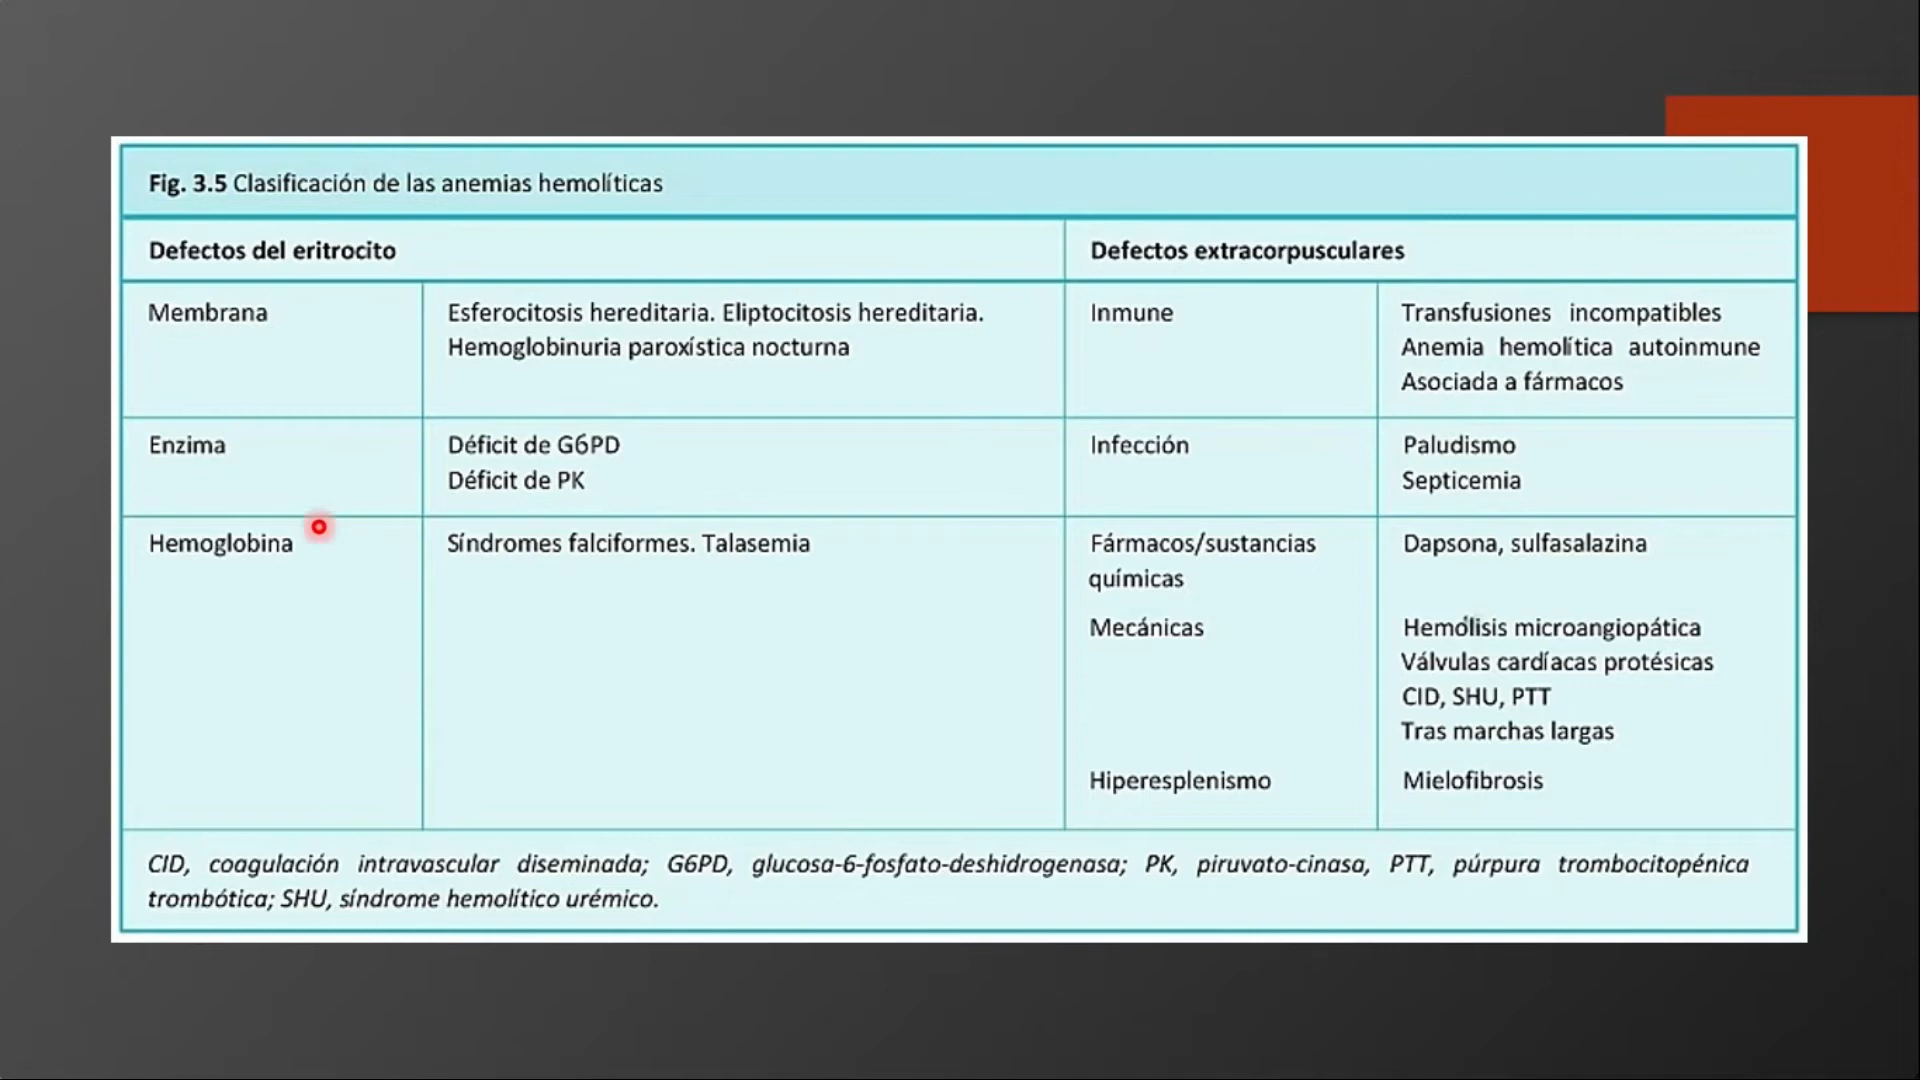 Fig. 3.5 Clasificación de las anemias hemolíticas
Defectos del eritrocito
Defectos extracorpusculares
Membrana
Esferocitosis hereditaria. Eliptocitosis hereditaria.
Hemoglobinuria paroxística nocturna
Inmune
Transfusiones incompatibles
Anemia hemolítica autoinmune
Asociada a fármacos
Enzima
Déficit de G6PD
Déficit de PK
Infección
Paludismo
Septicemia
Hemoglobina
Síndromes falciformes. Talasemia
Fármacos/sustancias
químicas
Dapsona, sulfasalazina
Mecánicas
Hemólisis microangiopática
Válvulas cardíacas protésicas
CID, SHU, PTT
Tras marchas largas
Hiperesplenismo
Mielofibrosis
CID, coagulación intravascular diseminada; G6PD, glucosa-6-fosfato-deshidrogenasa; PK, piruvato-cinasa, PTT, púrpura trombocitopénica
trombótica; SHU, síndrome hemolítico urémico.